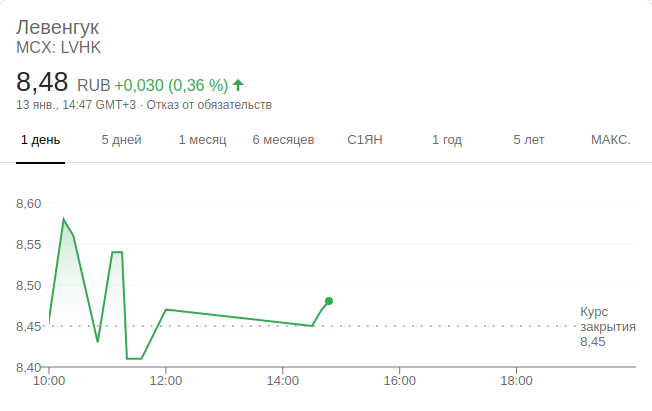 Левенгук
MCX: LVHK
8,48 RUB +0,030 (0,36 %) ↑
13 янв., 14:47 GMT+3 · Отказ от обязательств
1 день 5 дней 1 месяц 6 месяцев С1ЯН 1 год 5 лет МАКС.
8,60
8,55
8,50
8,45
8,40
Курс
закрытия
8,45
10:00 12:00 14:00 16:00 18:00